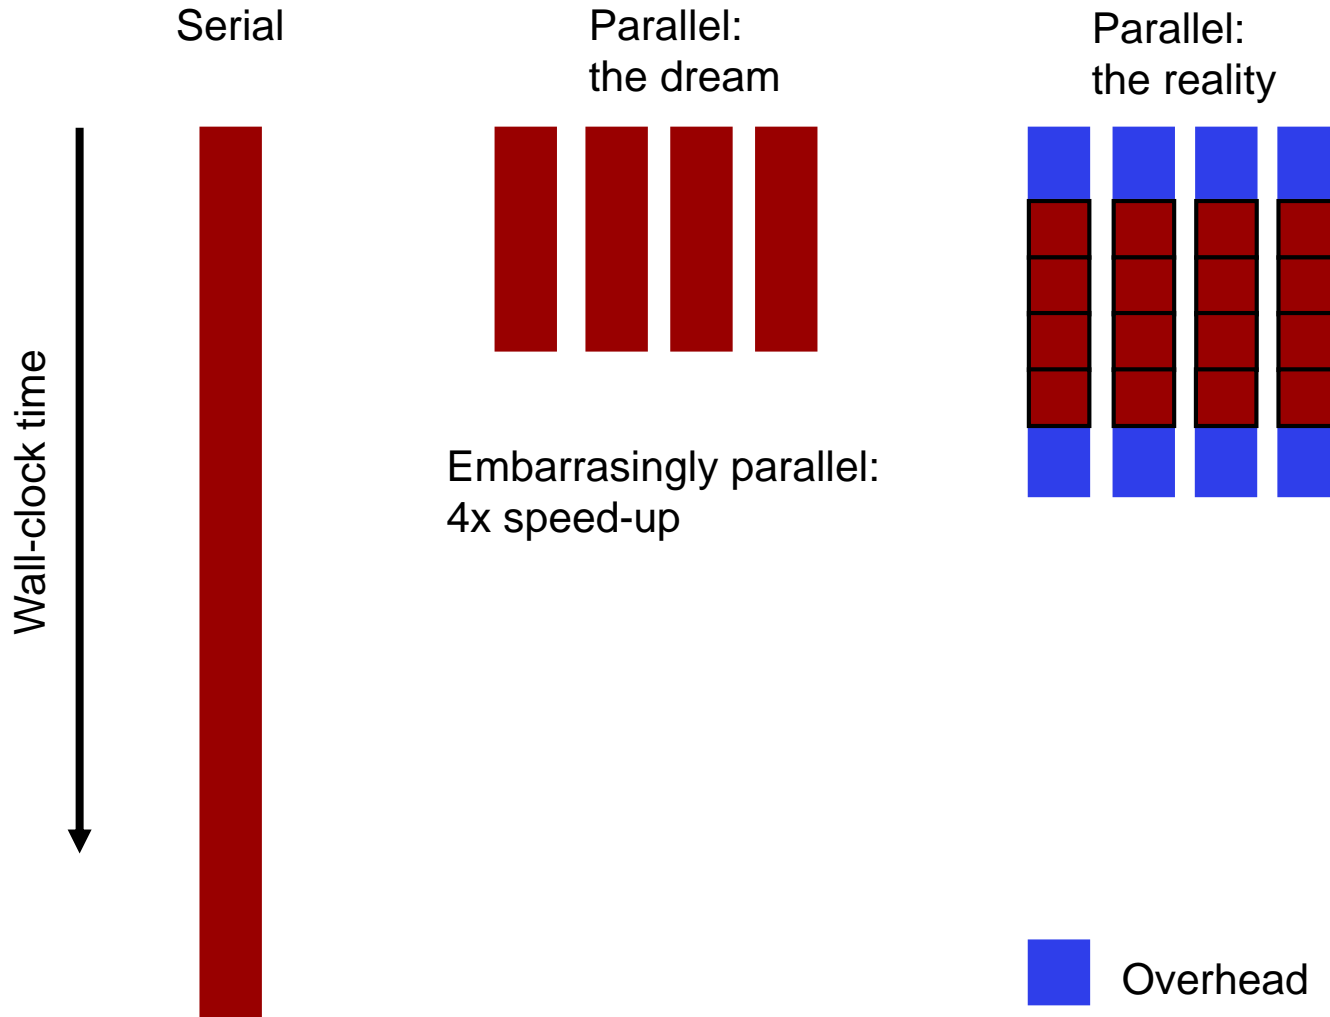 Serial
Parallel:
the dream
Parallel:
the reality
Wall-clock time
Embarrasingly parallel:
4x speed-up
Overhead